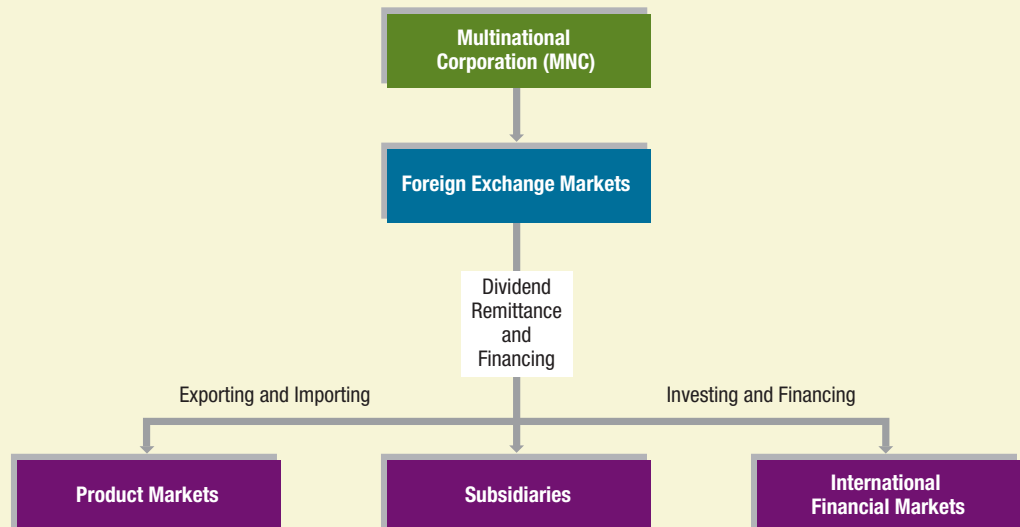 Multinational
Corporation (MNC)
Foreign Exchange Markets
Dividend
Remittance
and
Financing
Exporting and Importing
Investing and Financing
Product Markets
Subsidiaries
International
Financial Markets